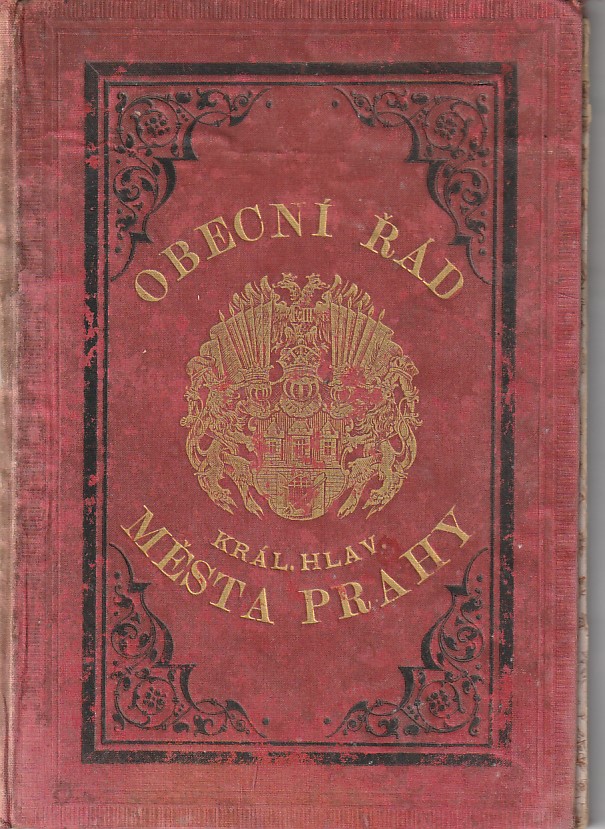 OBECNÍ ŘÁD
KRÁL. HLAV.
MĚSTA PRAHY